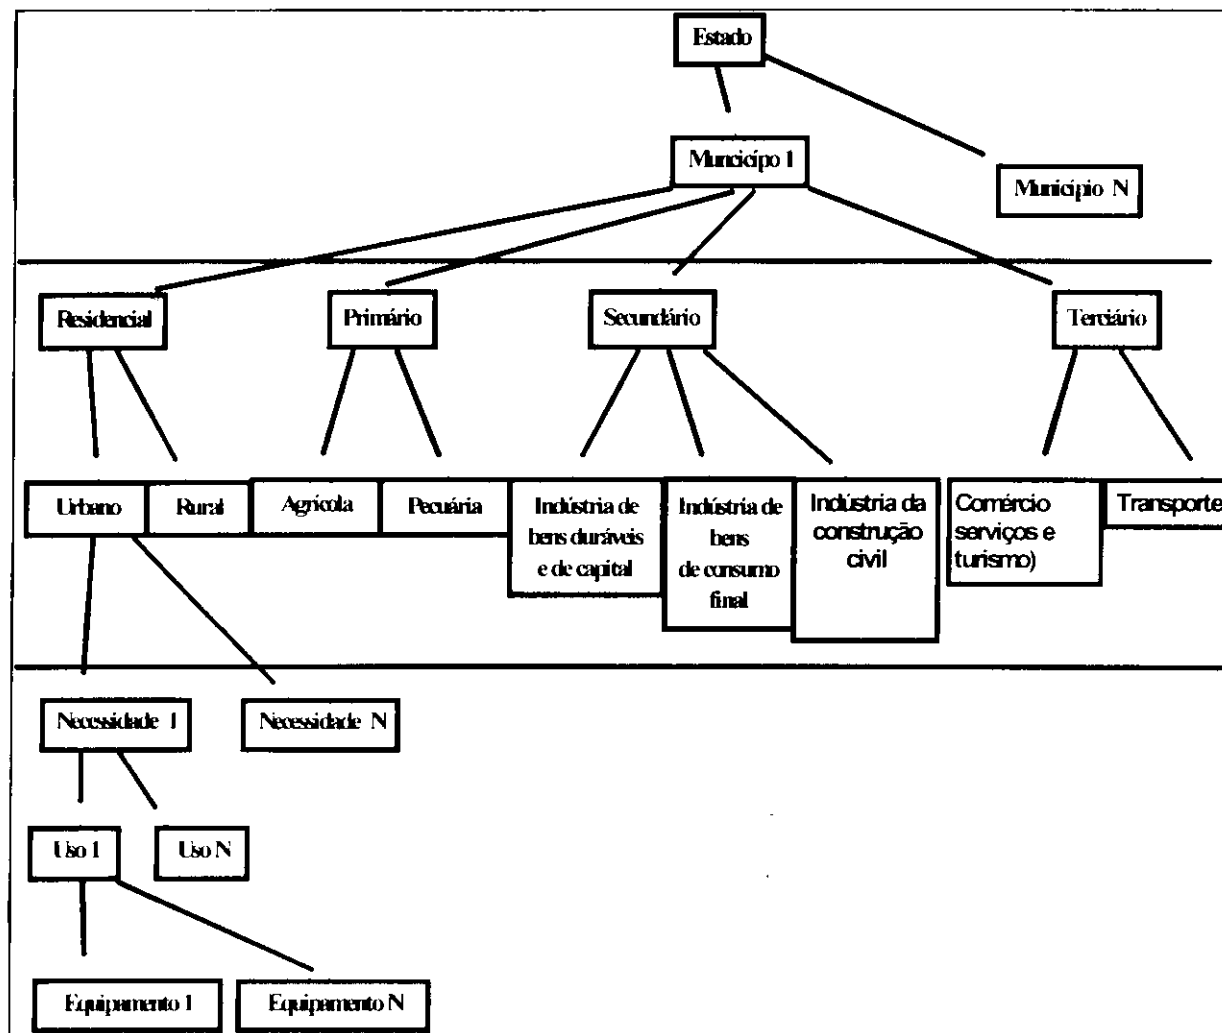 Estado
Muncicípo 1
Município N
Residencial
Primário
Secundário
Terciário
Urbano
Rural
Agrícola
Pecuária
Indústria de
bens duráveis
e de capital
Indústria de
bens
de consumo
final
Indústria da
construção
civil
Comércio
serviços e
turismo)
Transporte
Necessidade 1
Necessidade N
Uso 1
Uso N
Equipamento 1
Equipamento N